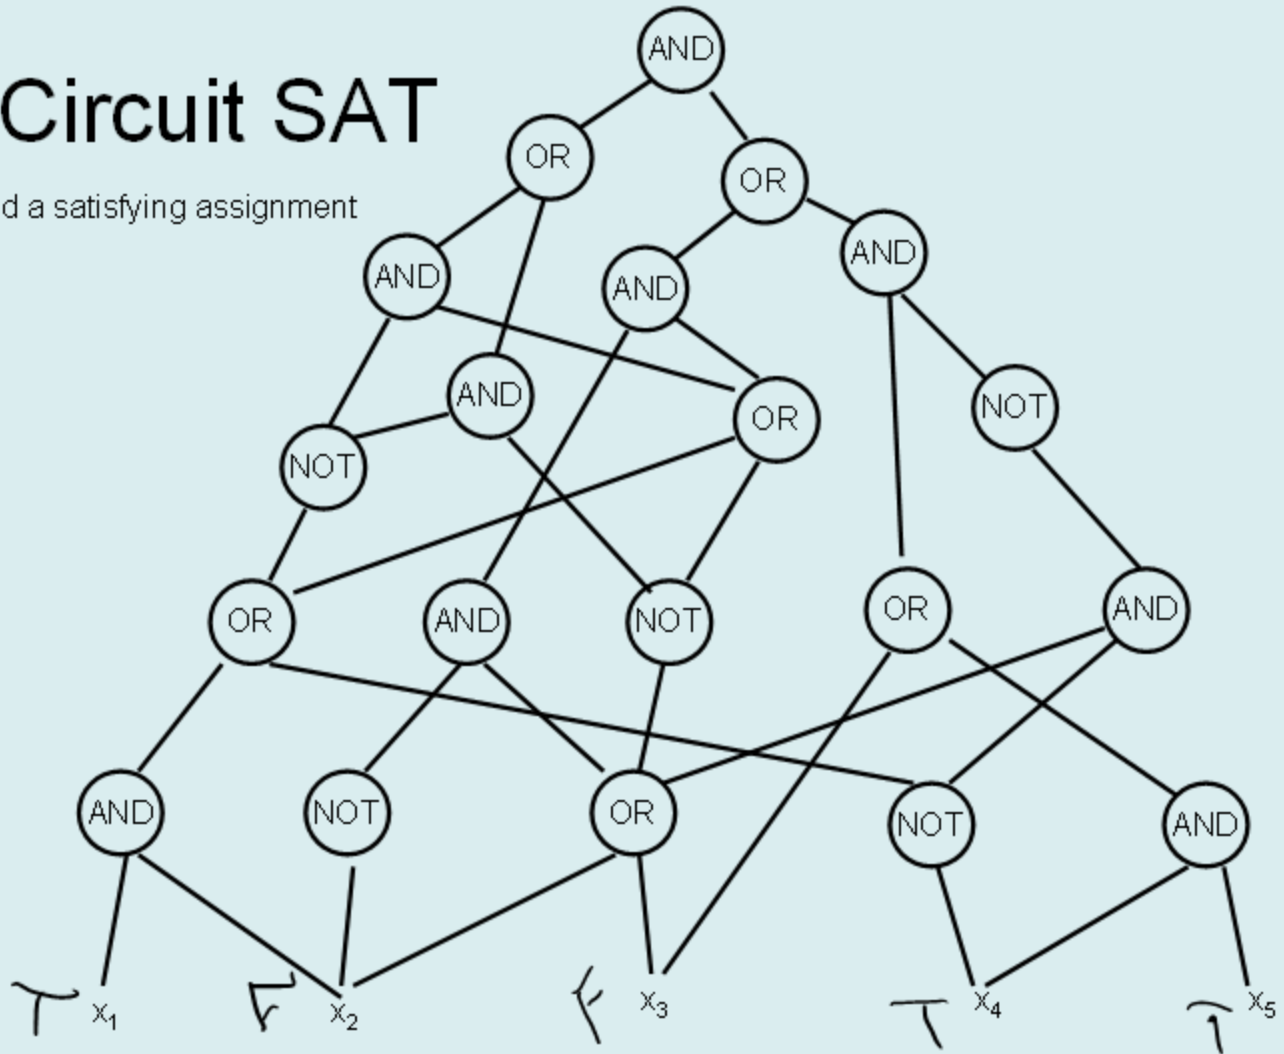 AND
Circuit SAT
OR
OR
d a satisfying assignment
AND
AND
AND
AND
OR
NOT
NOT
OR
AND
NOT
OR
AND
AND
NOT
OR
NOT
AND
T x₁ F x₂ F x₃ T x₄ T x₅